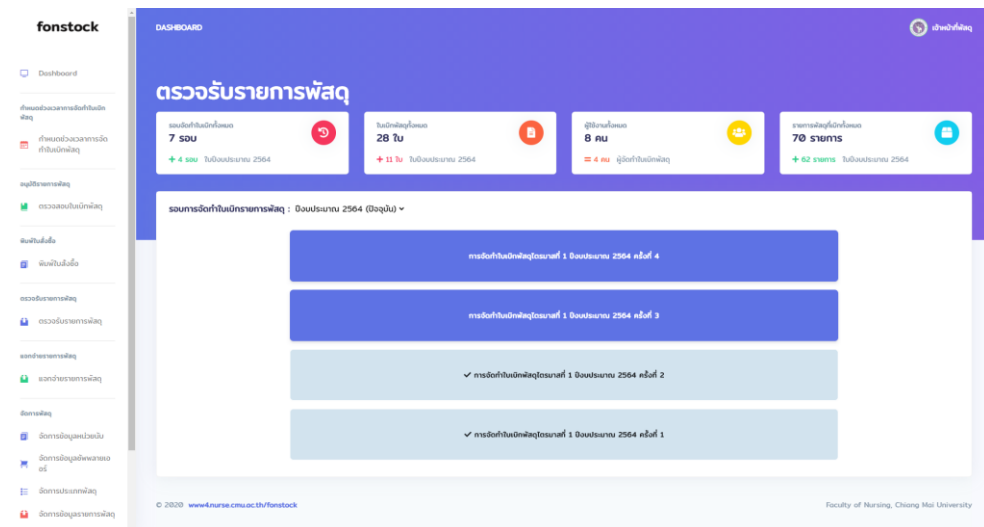 fonstock
Dashboard
กำหนดช่วงเวลาการจัดทำใบเบิก
พัสดุ
กำหนดช่วงเวลาการจัด
ทำใบเบิกพัสดุ
อนุมัติรายการพัสดุ
ตรวจสอบใบเบิกพัสดุ
พิมพ์ใบสั่งซื้อ
พิมพ์ใบสั่งซื้อ
ตรวจรับรายการพัสดุ
ตรวจรับรายการพัสดุ
แจกจ่ายรายการพัสดุ
แจกจ่ายรายการพัสดุ
จัดการพัสดุ
จัดการข้อมูลหน่วยนับ
จัดการข้อมูลซัพพลายเอ
อร์
จัดการประเภทพัสดุ
จัดการข้อมูลรายการพัสดุ
DASHBOARD
เจ้าหน้าที่พัสดุ
ตรวจรับรายการพัสดุ
รอบจัดทำใบเบิกทั้งหมด
7 รอบ
+ 4 รอบ ในปีงบประมาณ 2564
ใบเบิกพัสดุทั้งหมด
28 ใบ
+ 11 ใบ ในปีงบประมาณ 2564
ผู้ใช้งานทั้งหมด
8 คน
= 4 คน ผู้จัดทำใบเบิกพัสดุ
รายการพัสดุที่เบิกทั้งหมด
70 รายการ
+ 62 รายการ ในปีงบประมาณ 2564
รอบการจัดทำใบเบิกรายการพัสดุ : ปีงบประมาณ 2564 (ปัจจุบัน)
การจัดทำใบเบิกพัสดุไตรมาสที่ 1 ปีงบประมาณ 2564 ครั้งที่ 4
การจัดทำใบเบิกพัสดุไตรมาสที่ 1 ปีงบประมาณ 2564 ครั้งที่ 3
✓ การจัดทำใบเบิกพัสดุไตรมาสที่ 1 ปีงบประมาณ 2564 ครั้งที่ 2
✓ การจัดทำใบเบิกพัสดุไตรมาสที่ 1 ปีงบประมาณ 2564 ครั้งที่ 1
© 2020 www4.nurse.cmu.ac.th/fonstock
Faculty of Nursing, Chiang Mai University